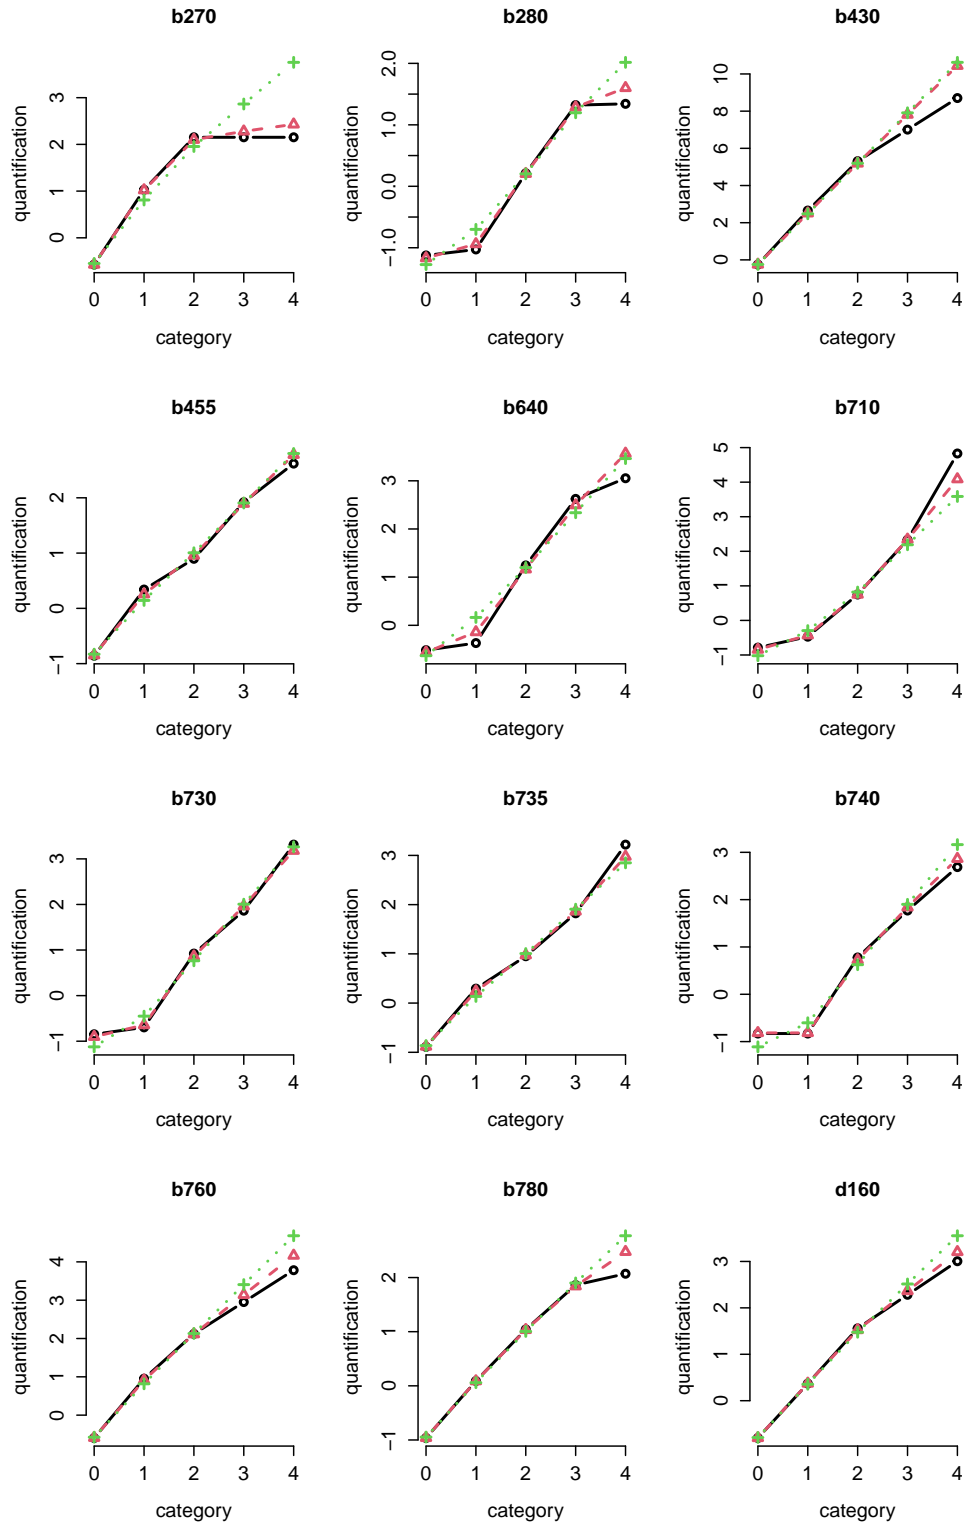 b270 b280 b430
quantification 0 1 2 3 quantification −1.0 0.0 1.0 2.0 quantification 0 2 4 6 8 10
0 1 2 3 4 0 1 2 3 4 0 1 2 3 4
category category category
b455 b640 b710
quantification −1 0 1 2 quantification 0 1 2 3 quantification −1 0 1 2 3 4 5
0 1 2 3 4 0 1 2 3 4 0 1 2 3 4
category category category
b730 b735 b740
quantification −1 0 1 2 3 quantification −1 0 1 2 3 quantification −1 0 1 2 3
0 1 2 3 4 0 1 2 3 4 0 1 2 3 4
category category category
b760 b780 d160
quantification 0 1 2 3 4 quantification −1 0 1 2 quantification 0 1 2 3
0 1 2 3 4 0 1 2 3 4 0 1 2 3 4
category category category